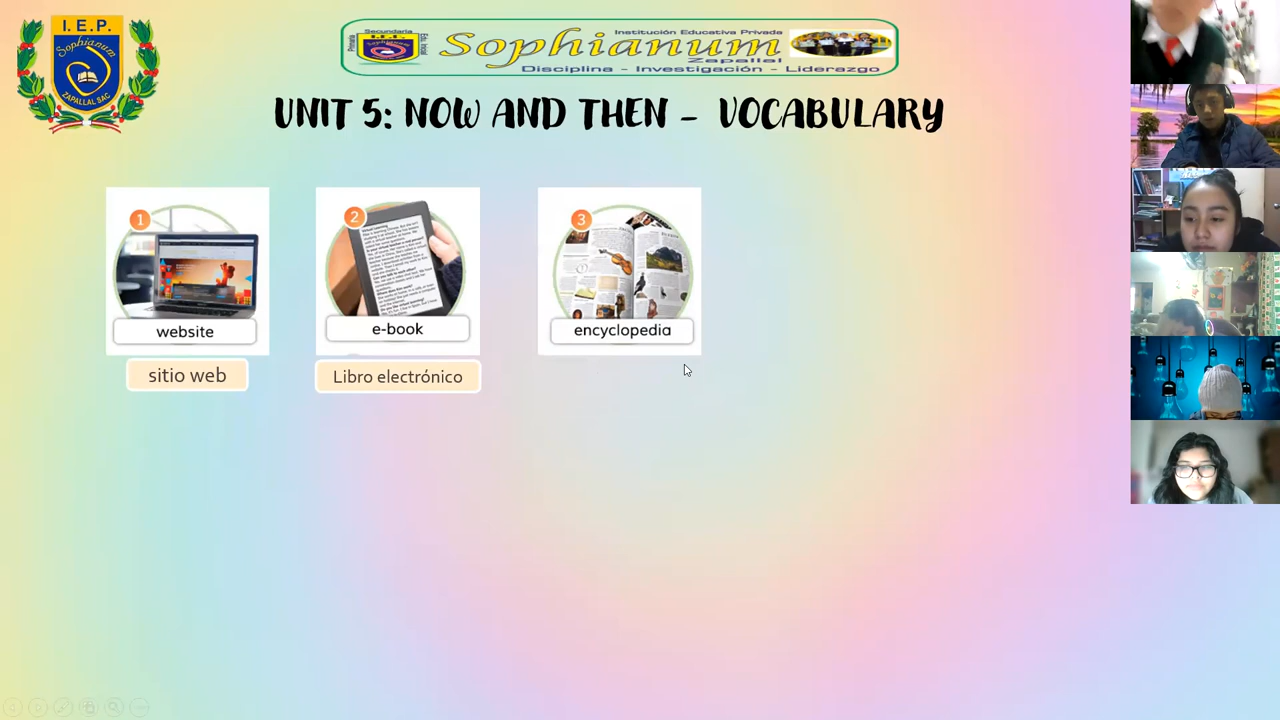 I.E.P.
Sophianum
ZAPALLAL SAC
Secundaria
Primaria
Institución Educativa Privada
Sophianum
Zapallal
Disciplina - Investigación - Liderazgo
UNIT 5: NOW AND THEN - VOCABULARY
1
2
3
website
e-book
encyclopedia
sitio web
Libro electrónico